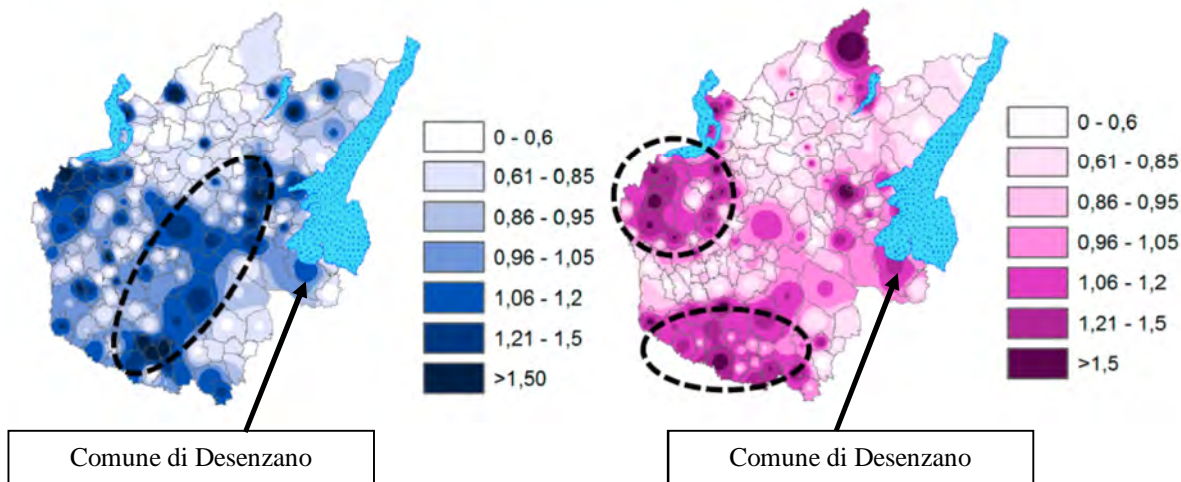 0 - 0,6
0,61 - 0,85
0,86 - 0,95
0,96 - 1,05
1,06 - 1,2
1,21 - 1,5
>1,50
Comune di Desenzano
0 - 0,6
0,61 - 0,85
0,86 - 0,95
0,96 - 1,05
1,06 - 1,2
1,21 - 1,5
>1,5
Comune di Desenzano